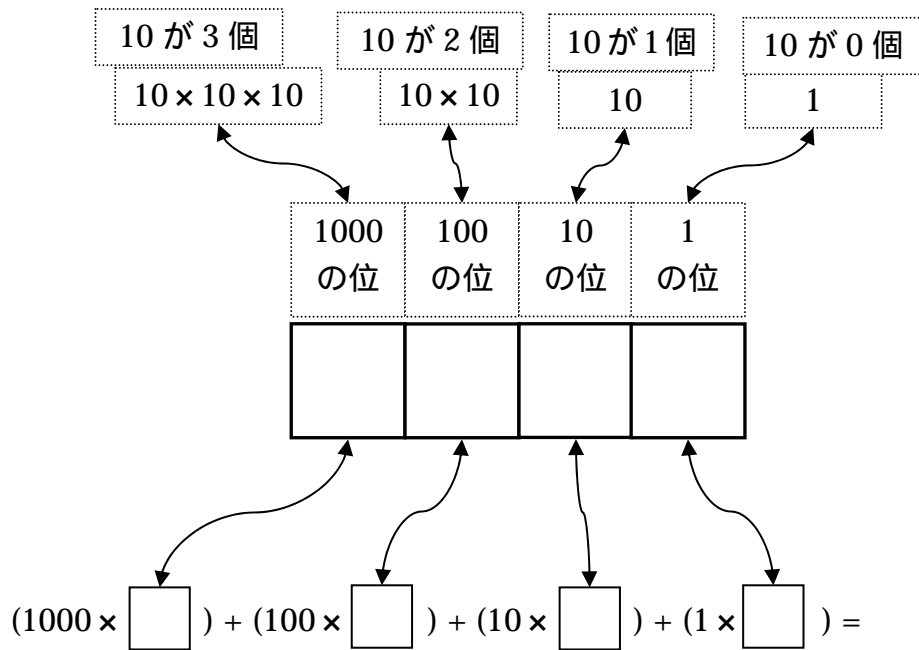 10 が 3 個 10 が 2 個 10 が 1 個 10 が 0 個
10 × 10 × 10 10 × 10 10 1
1000 100 10 1
の位 の位 の位 の位
(1000 × □ ) + (100 × □ ) + (10 × □ ) + (1 × □ ) =